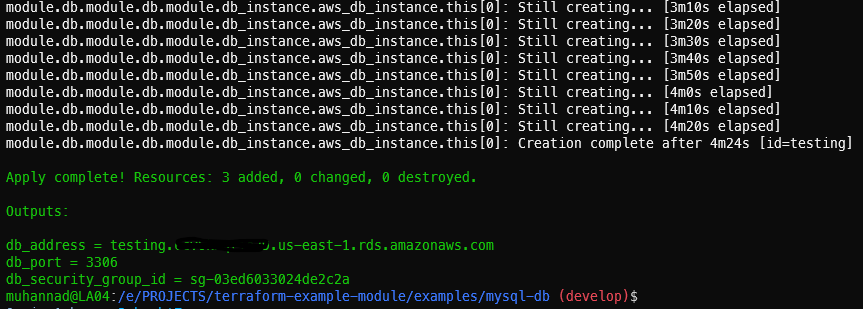 module.db.module.db.module.db_instance.aws_db_instance.this[0]: Still creating... [3m10s elapsed]
module.db.module.db.module.db_instance.aws_db_instance.this[0]: Still creating... [3m20s elapsed]
module.db.module.db.module.db_instance.aws_db_instance.this[0]: Still creating... [3m30s elapsed]
module.db.module.db.module.db_instance.aws_db_instance.this[0]: Still creating... [3m40s elapsed]
module.db.module.db.module.db_instance.aws_db_instance.this[0]: Still creating... [3m50s elapsed]
module.db.module.db.module.db_instance.aws_db_instance.this[0]: Still creating... [4m0s elapsed]
module.db.module.db.module.db_instance.aws_db_instance.this[0]: Still creating... [4m10s elapsed]
module.db.module.db.module.db_instance.aws_db_instance.this[0]: Still creating... [4m20s elapsed]
module.db.module.db.module.db_instance.aws_db_instance.this[0]: Creation complete after 4m24s [id=testing]
Apply complete! Resources: 3 added, 0 changed, 0 destroyed.
Outputs:
db_address = testing. .us-east-1.rds.amazonaws.com
db_port = 3306
db_security_group_id = sg-03ed6033024de2c2a
muhannad@LA04:/e/PROJECTS/terraform-example-module/examples/mysql-db (develop)$